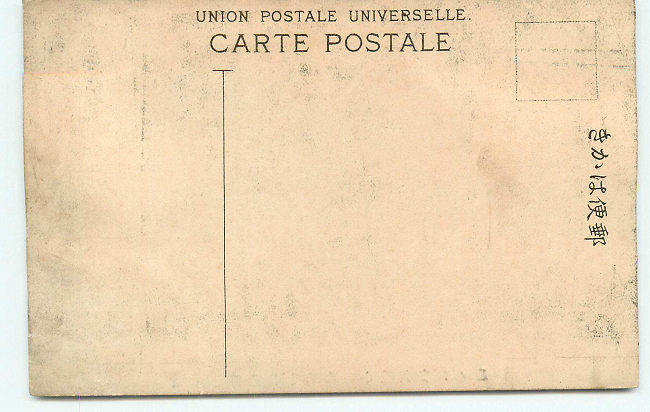 UNION POSTALE UNIVERSELLE.
CARTE POSTALE
郵便はかき